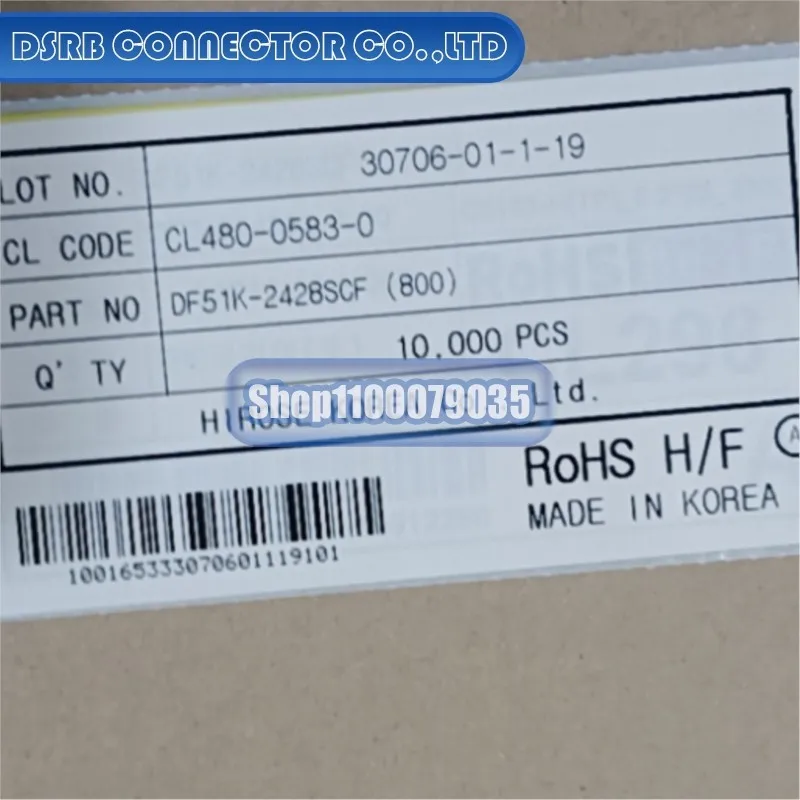 DSRB CONNECTOR CO.,LTD
LOT NO. 30706-01-1-19
CL CODE CL480-0583-0
PART NO DF51K-2428SCF (800)
Q' TY 10,000 PCS
Ltd.
Shop1100079035
RoHS H/F A
MADE IN KOREA
100165333070601119101